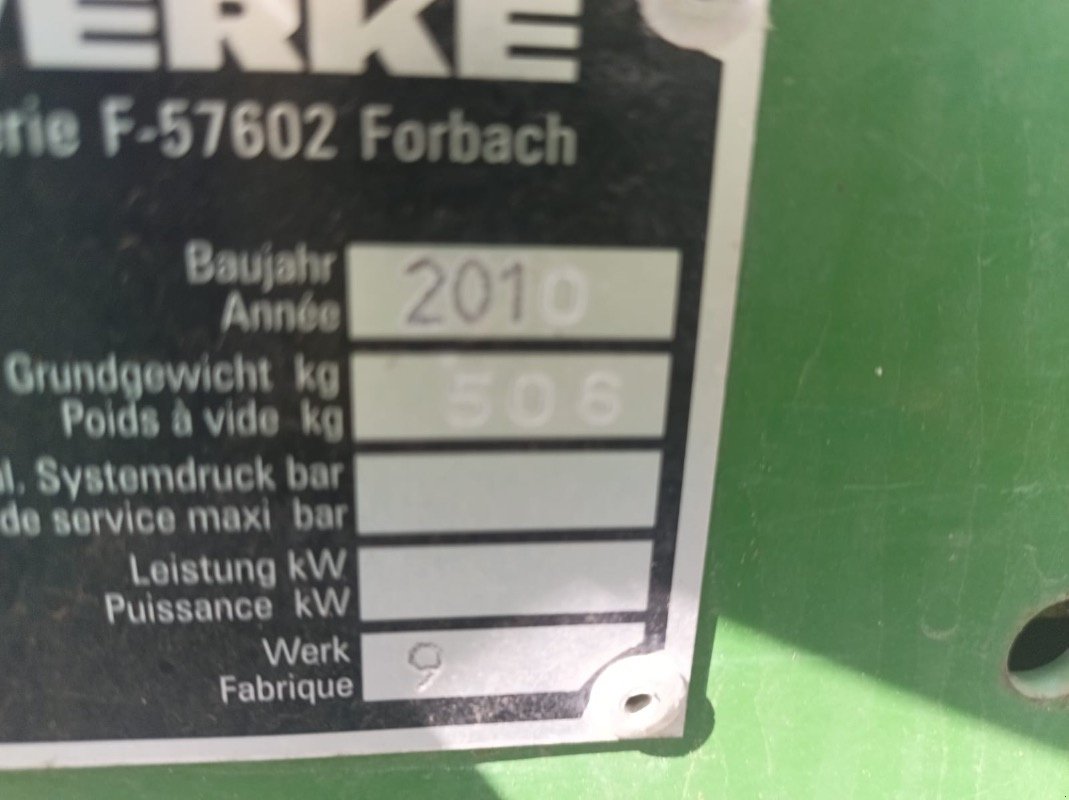 ERKE
F-57602 Forbach
Baujahr 2010
Année
Grundgewicht kg 506
Poids à vide kg
Systemdruck bar
de service maxi bar
Leistung kW
Puissance kW
Werk 9
Fabrique